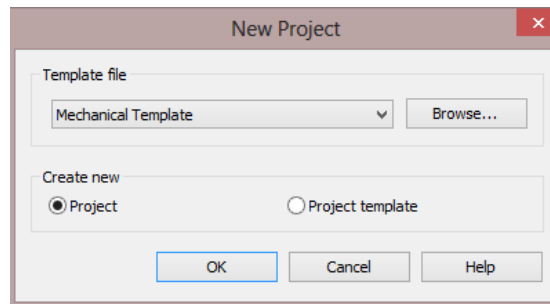 New Project
Template file
Mechanical Template
Browse...
Create new
Project
Project template
OK
Cancel
Help